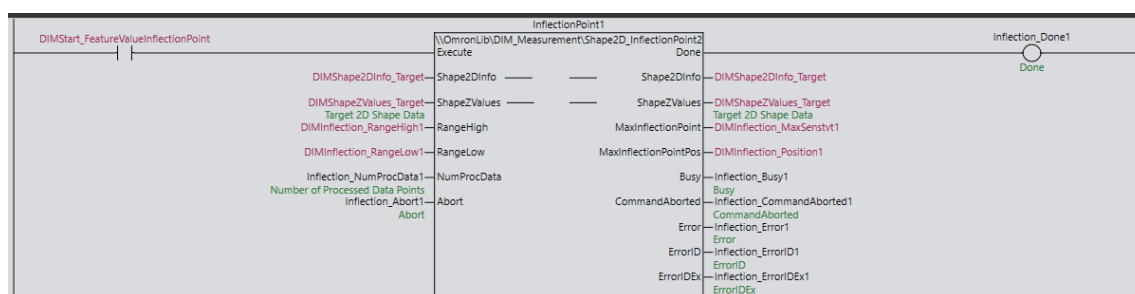 InflectionPoint1
DIMStart_FeatureValueInflectionPoint
\\OmronLib\DIM_Measurement\Shape2D_InflectionPoint2
Inflection_Done1
Execute
Done
Done
DIMShape2DInfo_Target
Shape2DInfo
Shape2DInfo
DIMShape2DInfo_Target
DIMShapeZValues_Target
ShapeZValues
ShapeZValues
DIMShapeZValues_Target
Target 2D Shape Data
Target 2D Shape Data
DIMInflection_RangeHigh1
RangeHigh
MaxInflectionPoint
DIMInflection_MaxSenstvt1
DIMInflection_RangeLow1
RangeLow
MaxInflectionPointPos
DIMInflection_Position1
Inflection_NumProcData1
NumProcData
Busy
Inflection_Busy1
Number of Processed Data Points
Busy
Inflection_Abort1
Abort
CommandAborted
Inflection_CommandAborted1
Abort
CommandAborted
Error
Inflection_Error1
Error
ErrorID
Inflection_ErrorID1
ErrorID
ErrorIDEx
Inflection_ErrorIDEx1
ErrorIDEx